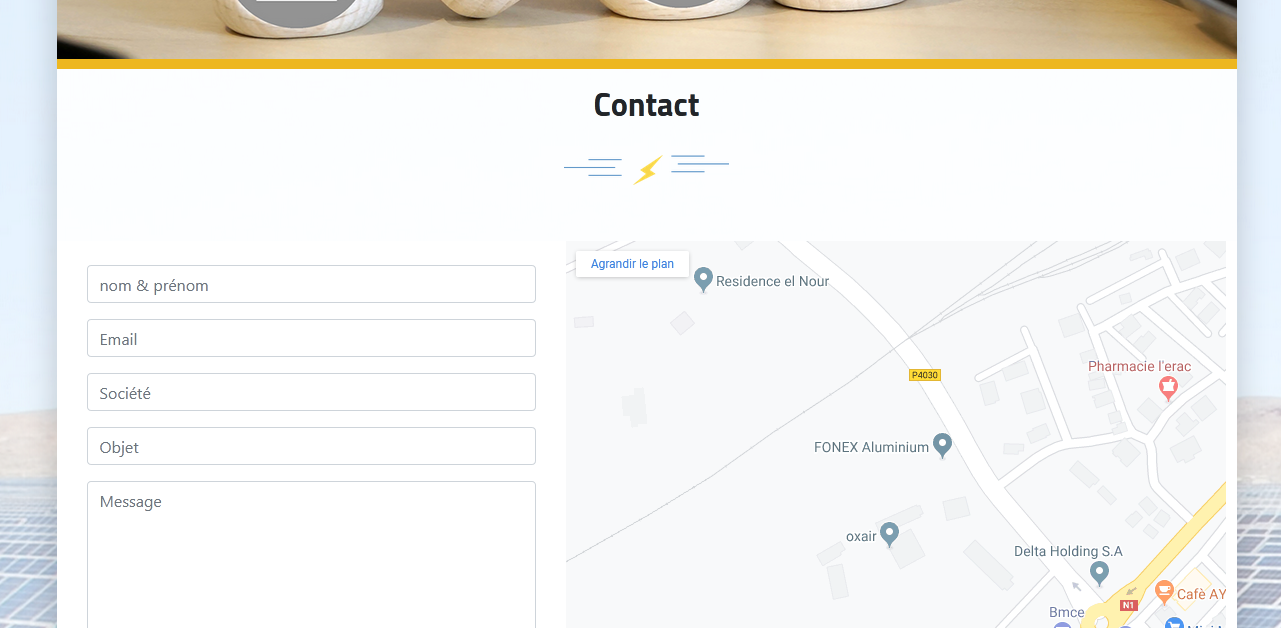 Contact
nom & prénom
Email
Société
Objet
Message
Agrandir le plan
Residence el Nour
Pharmacie l'erac
P4030
FONEX Aluminium
oxair
Delta Holding S.A
Cafè AY
N1
Bmce